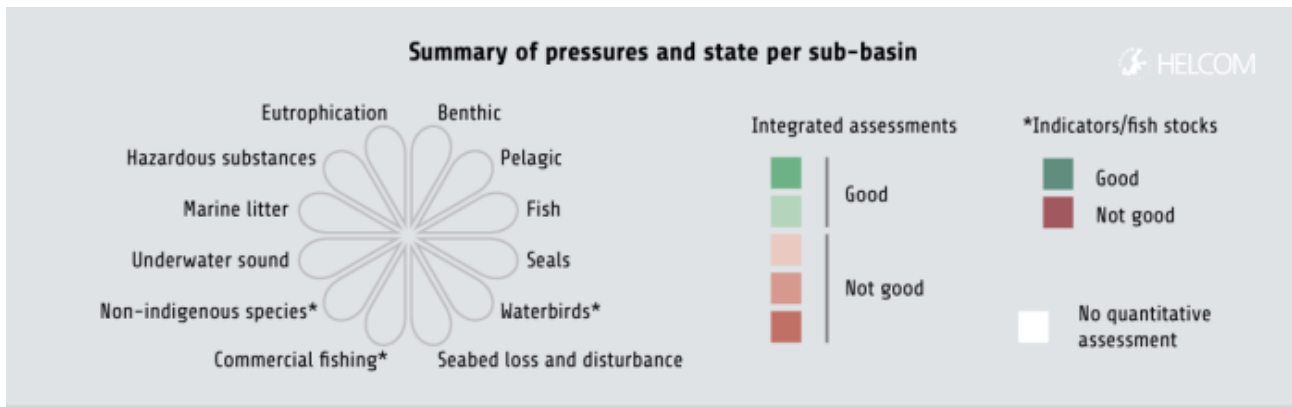 Summary of pressures and state per sub-basin
HELCOM
Eutrophication
Benthic
Hazardous substances
Pelagic
Marine litter
Fish
Underwater sound
Seals
Non-indigenous species*
Waterbirds*
Commercial fishing*
Seabed loss and disturbance
Integrated assessments
Good
Not good
*Indicators/fish stocks
Good
Not good
No quantitative
assessment